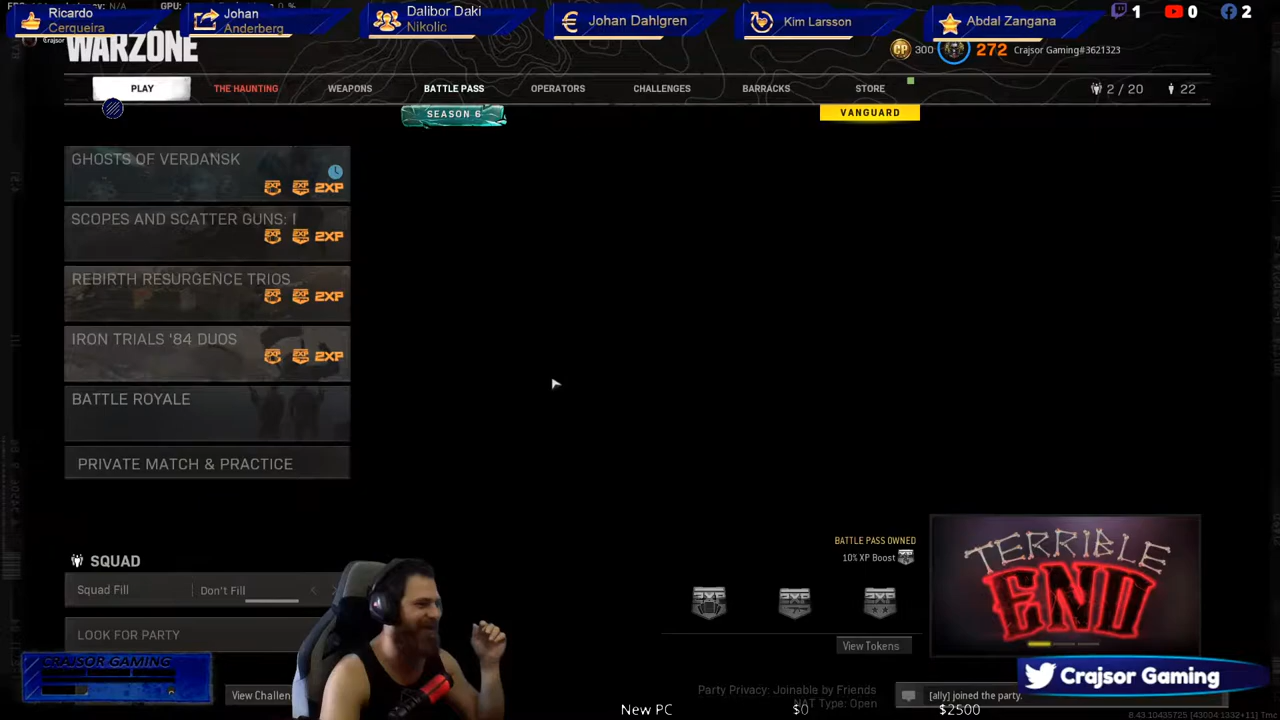 Ricardo
Cerqueira
Johan
Anderberg
Dalibor Daki
Nikolic
Johan Dahlgren
Kim Larsson
Abdal Zangana
1
0
2
WARZONE
300
272
Crajsor Gaming#3621323
PLAY
THE HAUNTING
WEAPONS
BATTLE PASS
OPERATORS
CHALLENGES
BARRACKS
STORE
2 / 20
22
SEASON 6
VANGUARD
GHOSTS OF VERDANSK
2XP
SCOPES AND SCATTER GUNS: I
2XP
REBIRTH RESURGENCE TRIOS
2XP
IRON TRIALS '84 DUOS
2XP
BATTLE ROYALE
PRIVATE MATCH & PRACTICE
SQUAD
Squad Fill
Don't Fill
LOOK FOR PARTY
CRAJSOR GAMING
View Challen
BATTLE PASS OWNED
10% XP Boost
View Tokens
TERRIBLE
END
Crajsor Gaming
Party Privacy: Joinable by Friends
NAT Type: Open
[ally] joined the party.
New PC
$0
$2500